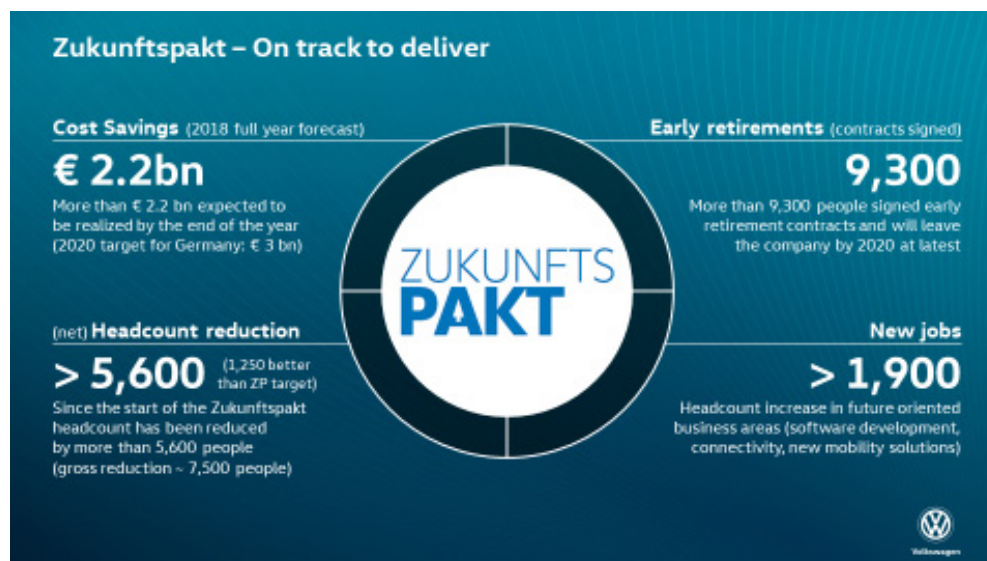 Zukunftspakt – On track to deliver
Cost Savings (2018 full year forecast)
€ 2.2bn
More than € 2.2 bn expected to
be realized by the end of the year
(2020 target for Germany: € 3 bn)
Early retirements (contracts signed)
9,300
More than 9,300 people signed early
retirement contracts and will leave
the company by 2020 at latest
ZUKUNFTS
PAKT
(net) Headcount reduction
> 5,600 (1,250 better
than ZP target)
Since the start of the Zukunftspakt
headcount has been reduced
by more than 5,600 people
(gross reduction ~ 7,500 people)
New jobs
> 1,900
Headcount increase in future oriented
business areas (software development,
connectivity, new mobility solutions)
Volkswagen